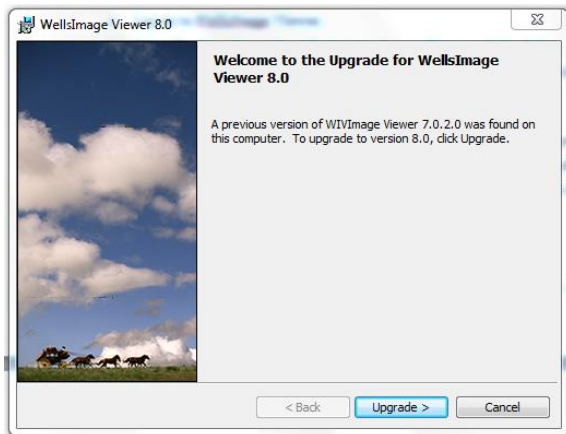 WellsImage Viewer 8.0
Welcome to the Upgrade for WellsImage
Viewer 8.0
A previous version of WIVImage Viewer 7.0.2.0 was found on
this computer. To upgrade to version 8.0, click Upgrade.
< Back
Upgrade >
Cancel